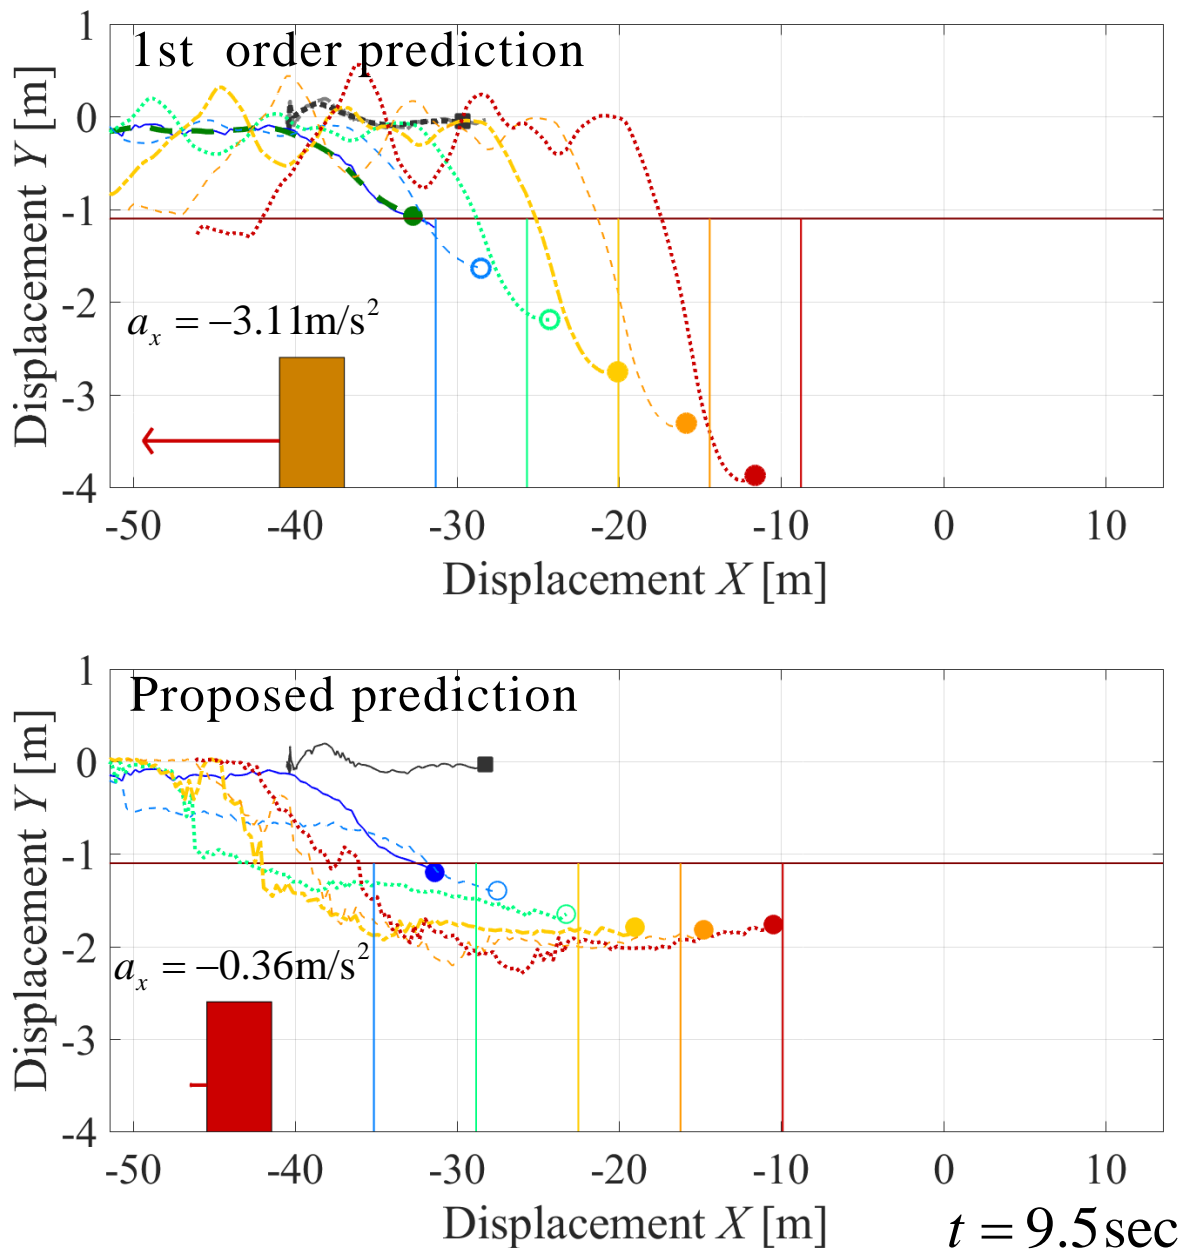 1st order prediction
1
0
-1
-2
-3
-4
Displacement Y [m]
a_x = −3.11m/s²
-50 -40 -30 -20 -10 0 10
Displacement X [m]
Proposed prediction
1
0
-1
-2
-3
-4
Displacement Y [m]
a_x = −0.36m/s²
-50 -40 -30 -20 -10 0 10
Displacement X [m]
t = 9.5sec